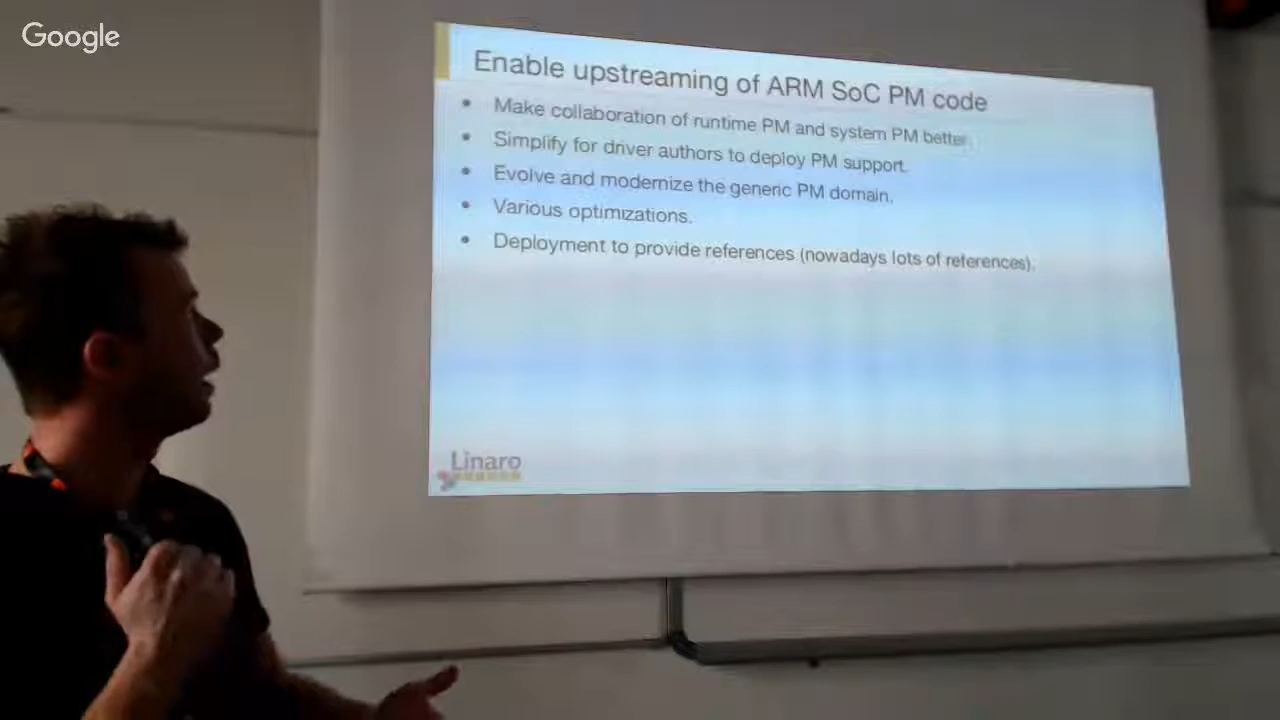 Google
Enable upstreaming of ARM SoC PM code
• Make collaboration of runtime PM and system PM better.
• Simplify for driver authors to deploy PM support.
• Evolve and modernize the generic PM domain.
• Various optimizations.
• Deployment to provide references (nowadays lots of references).
Linaro